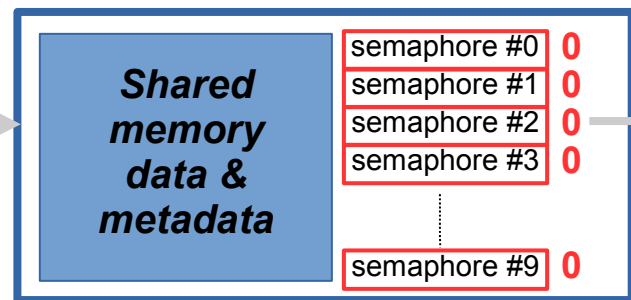 Shared
memory
data &
metadata
semaphore #0 0
semaphore #1 0
semaphore #2 0
semaphore #3 0
semaphore #9 0